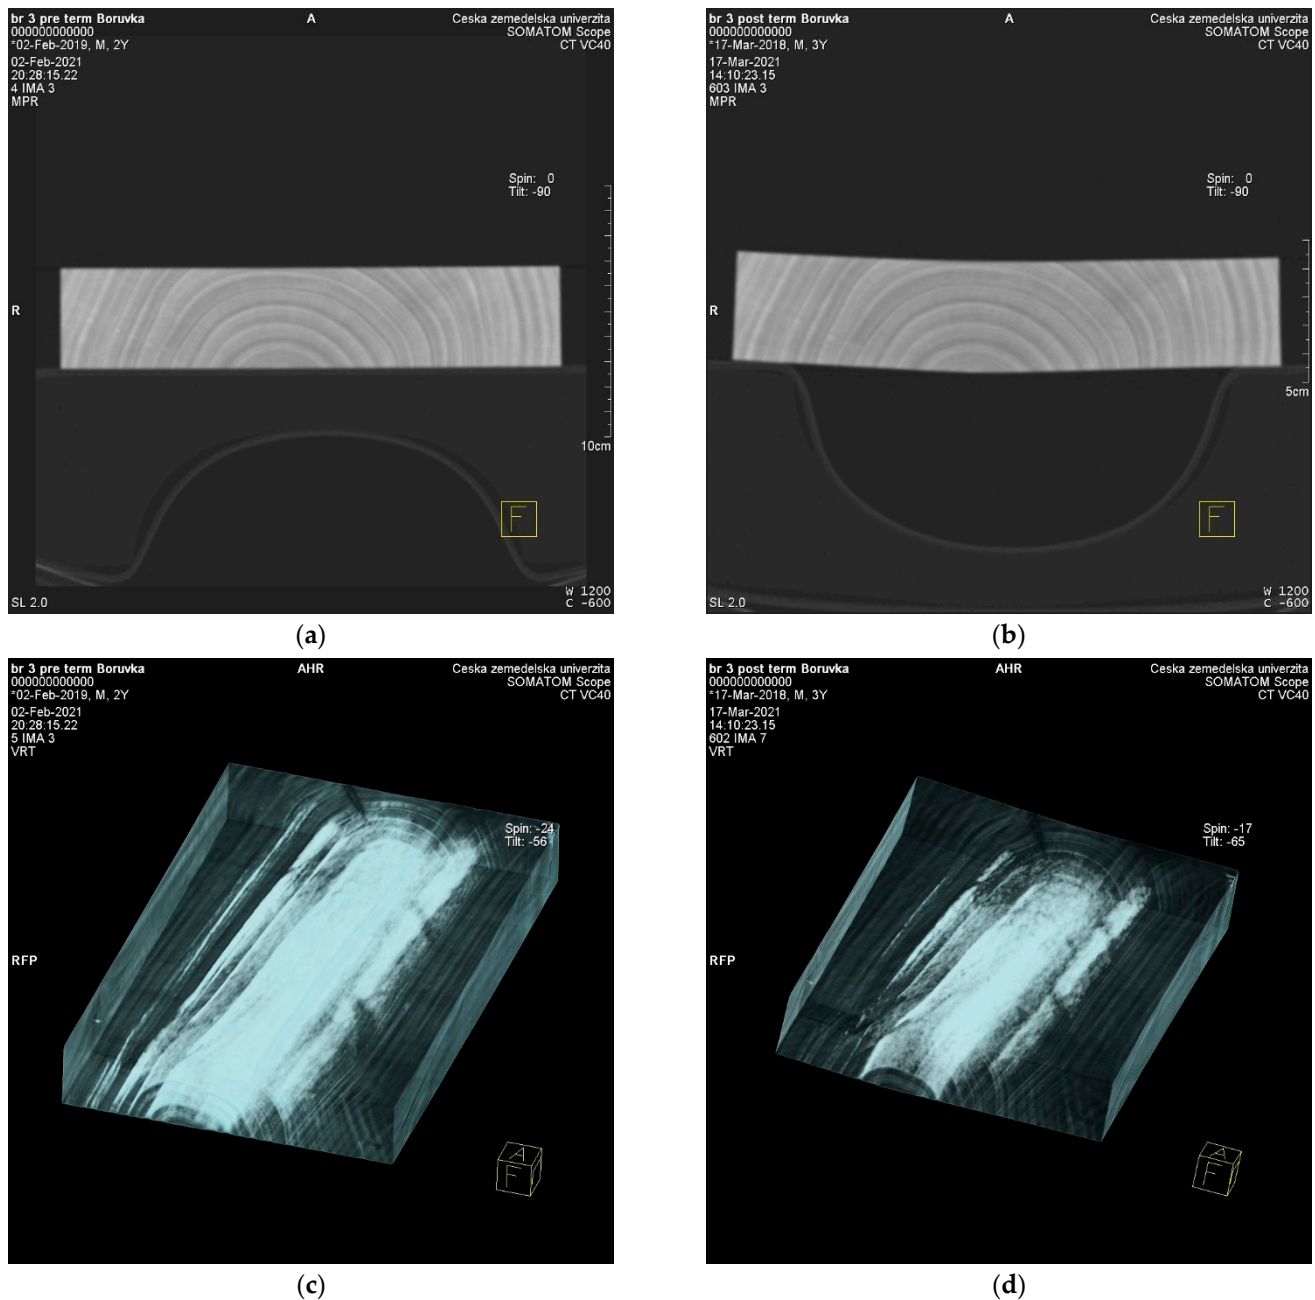 br 3 pre term Boruvka
000000000000
*02-Feb-2019, M, 2Y
02-Feb-2021
20:28:15.22
4 IMA 3
MPR
A
Ceska zemedelska univerzita
SOMATOM Scope
CT VC40
Spin: 0
Tilt: -90
R
10cm
F
SL 2.0
W 1200
C -600
(a)
br 3 post term Boruvka
000000000000
*17-Mar-2018, M, 3Y
17-Mar-2021
14:10:23.15
603 IMA 3
MPR
A
Ceska zemedelska univerzita
SOMATOM Scope
CT VC40
Spin: 0
Tilt: -90
R
5cm
F
SL 2.0
W 1200
C -600
(b)
br 3 pre term Boruvka
000000000000
*02-Feb-2019, M, 2Y
02-Feb-2021
20:28:15.22
5 IMA 3
VRT
AHR
Ceska zemedelska univerzita
SOMATOM Scope
CT VC40
Spin: -24
Tilt: -56
RFP
A
F
(c)
br 3 post term Boruvka
000000000000
*17-Mar-2018, M, 3Y
17-Mar-2021
14:10:23.15
602 IMA 7
VRT
AHR
Ceska zemedelska univerzita
SOMATOM Scope
CT VC40
Spin: -17
Tilt: -65
RFP
A
F
(d)